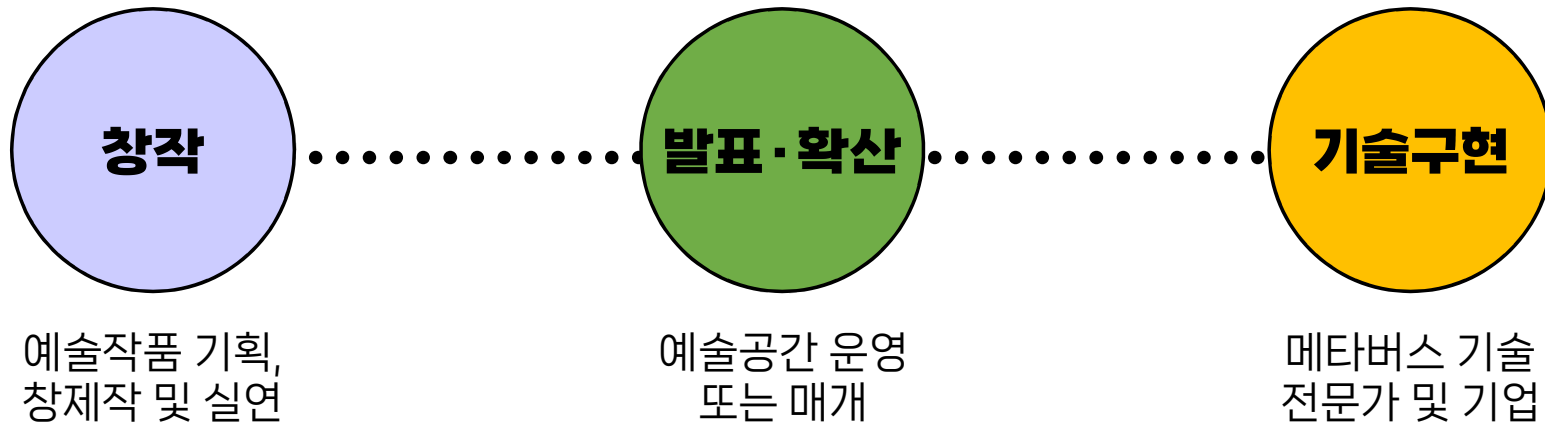 창작
발표·확산
기술구현
예술작품 기획,
창제작 및 실연
예술공간 운영
또는 매개
메타버스 기술
전문가 및 기업